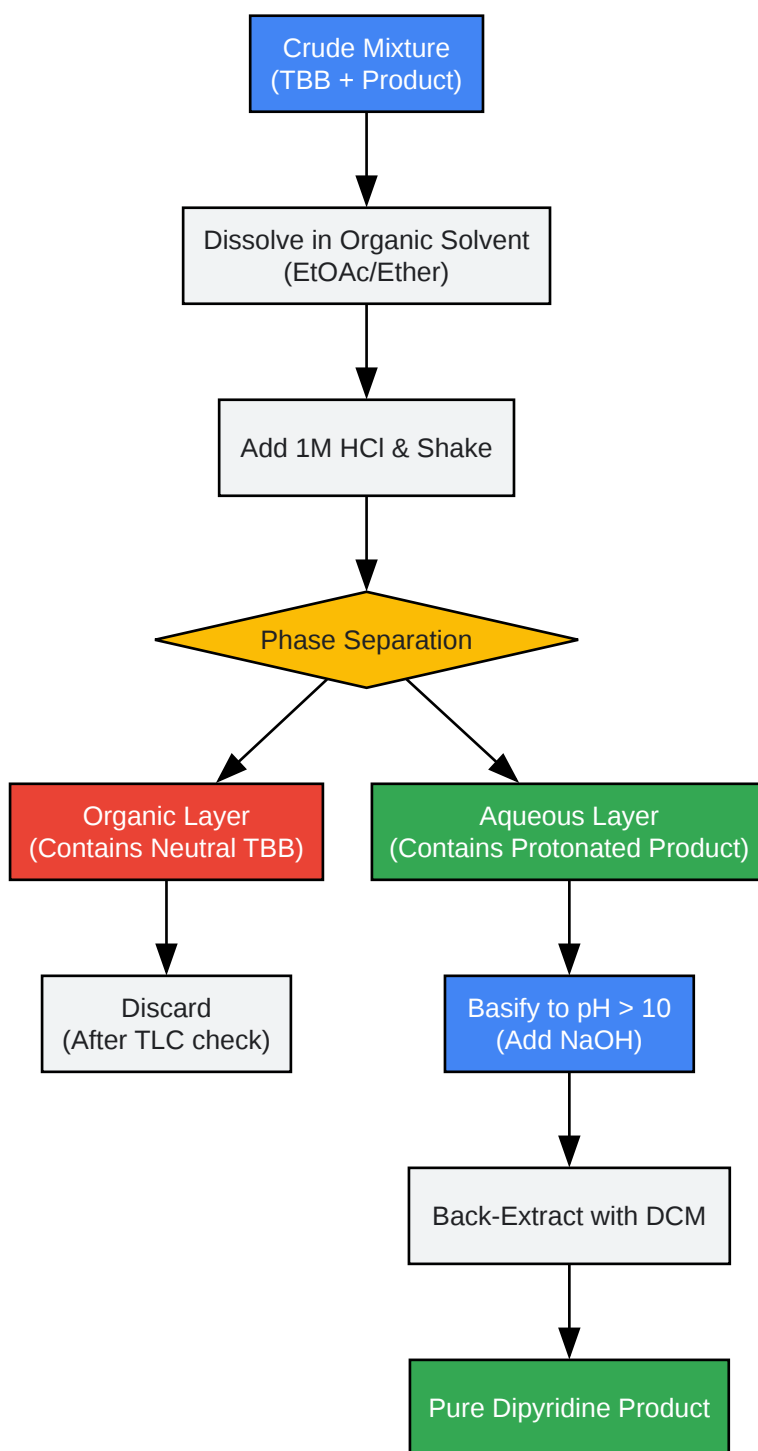 Crude Mixture
(TBB + Product)
Dissolve in Organic Solvent
(EtOAc/Ether)
Add 1M HCl & Shake
Phase Separation
Organic Layer
(Contains Neutral TBB)
Aqueous Layer
(Contains Protonated Product)
Discard
(After TLC check)
Basify to pH > 10
(Add NaOH)
Back-Extract with DCM
Pure Dipyridine Product